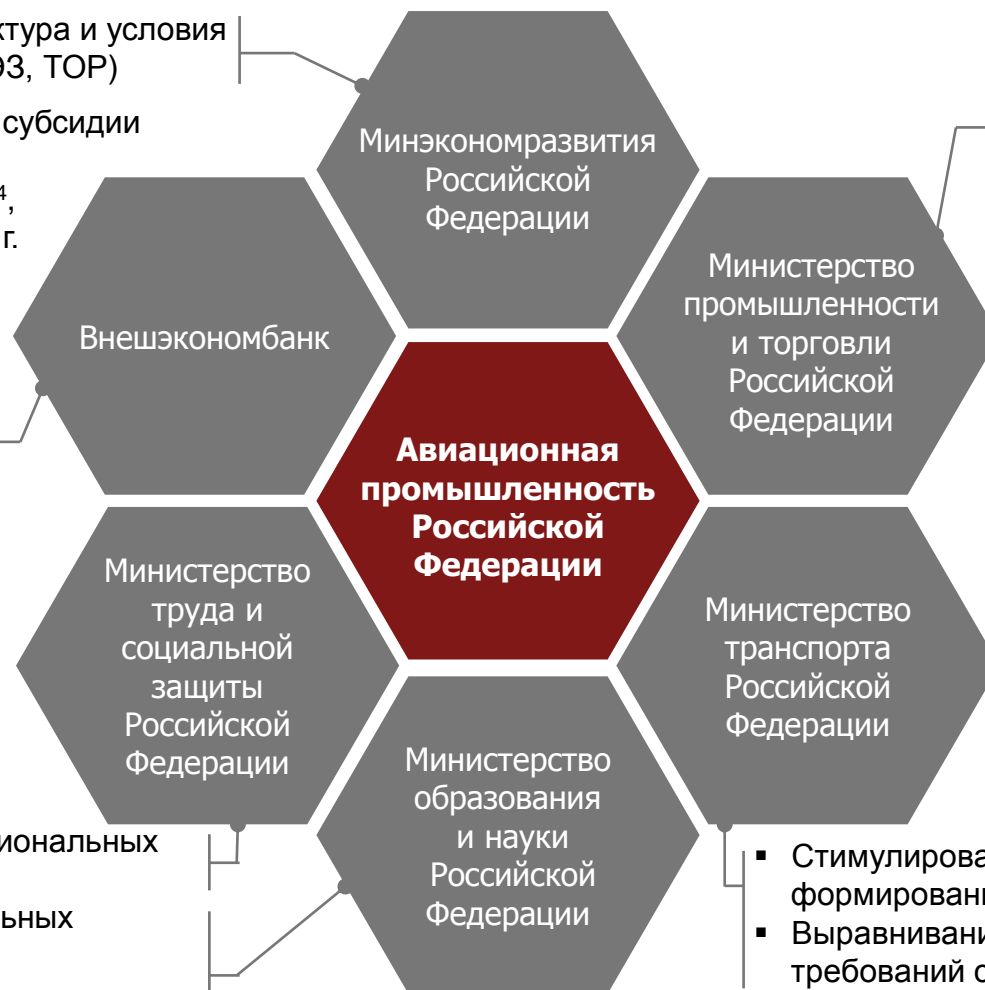 ктура и условия
ЭЗ, ТОР)
субсидии
4,
г.
Минэкономразвития
Российской
Федерации
Внешэкономбанк
Министерство
промышленности
и торговли
Российской
Федерации
Авиационная
промышленность
Российской
Федерации
Министерство
труда и
социальной
защиты
Российской
Федерации
Министерство
транспорта
Российской
Федерации
Министерство
образования
и науки
Российской
Федерации
иональных
льных
▪ Стимулирова
формировани
▪ Выравнивани
требований с